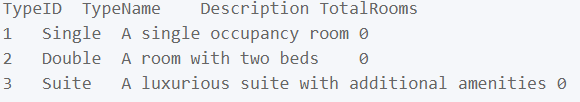 TypeID TypeName Description TotalRooms
1 Single A single occupancy room 0
2 Double A room with two beds 0
3 Suite A luxurious suite with additional amenities 0